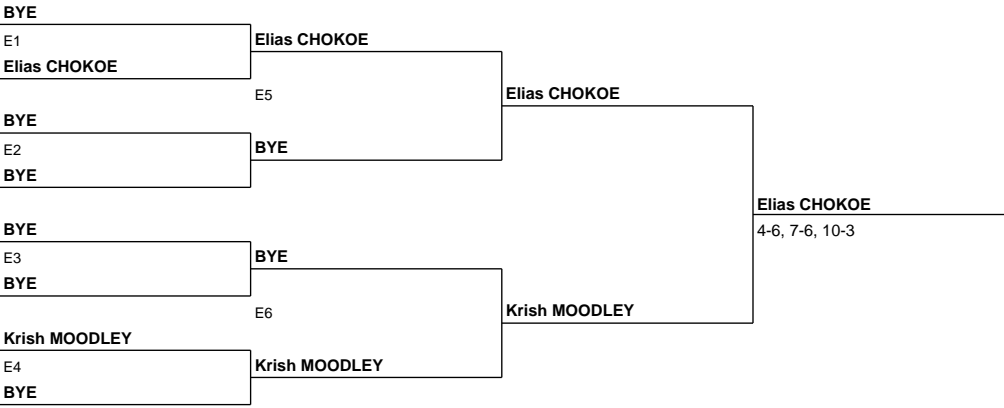 BYE
E1
Elias CHOKOE
Elias CHOKOE
E5
BYE
E2
BYE
BYE
Elias CHOKOE
BYE
E3
BYE
BYE
E6
Krish MOODLEY
E4
BYE
Krish MOODLEY
Krish MOODLEY
Elias CHOKOE
4-6, 7-6, 10-3